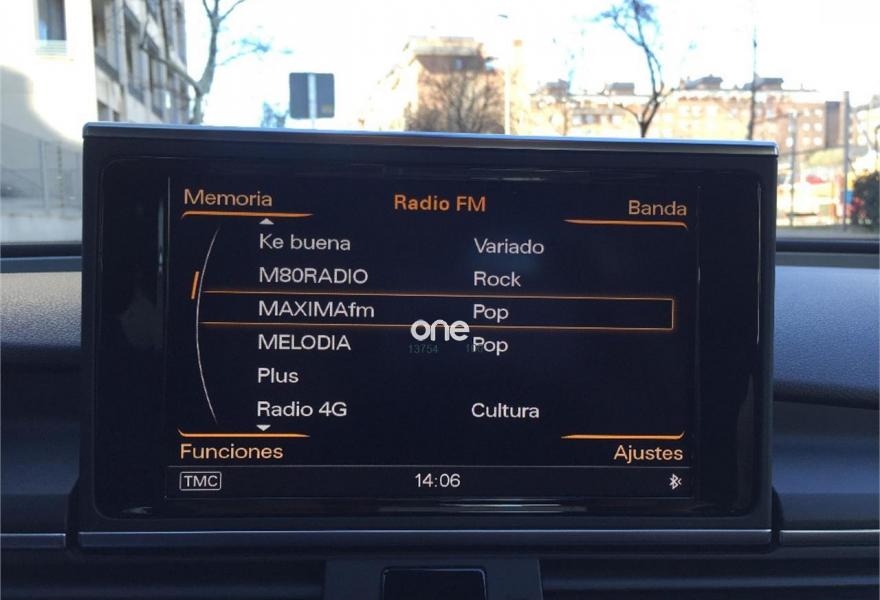 Memoria Radio FM Banda
Ke buena Variado
M80RADIO Rock
MAXIMAfm Pop
one
MELODIA Pop
13754
Plus
Radio 4G Cultura
Funciones Ajustes
TMC 14:06